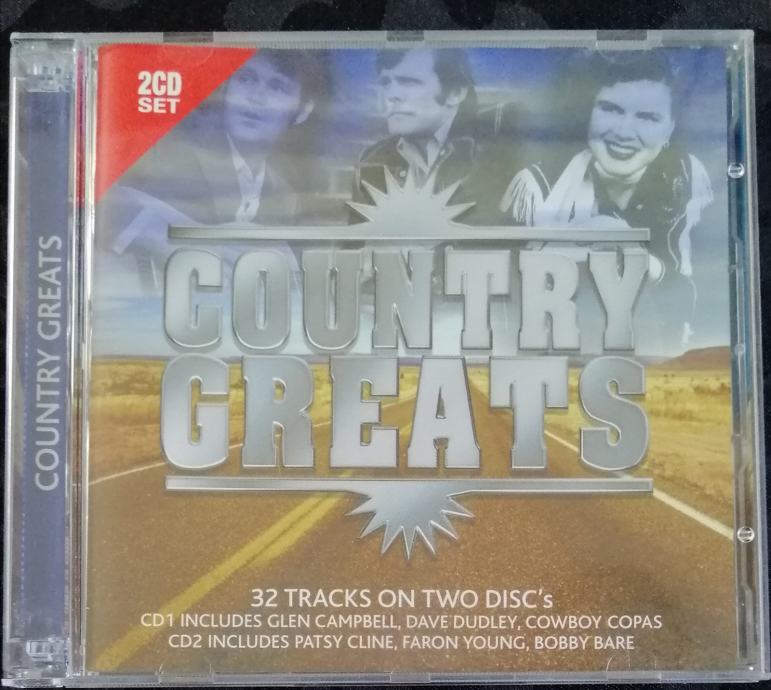 2CD
SET
COUNTRY GREATS
COUNTRY
GREATS
32 TRACKS ON TWO DISC's
CD1 INCLUDES GLEN CAMPBELL, DAVE DUDLEY, COWBOY COPAS
CD2 INCLUDES PATSY CLINE, FARON YOUNG, BOBBY BARE